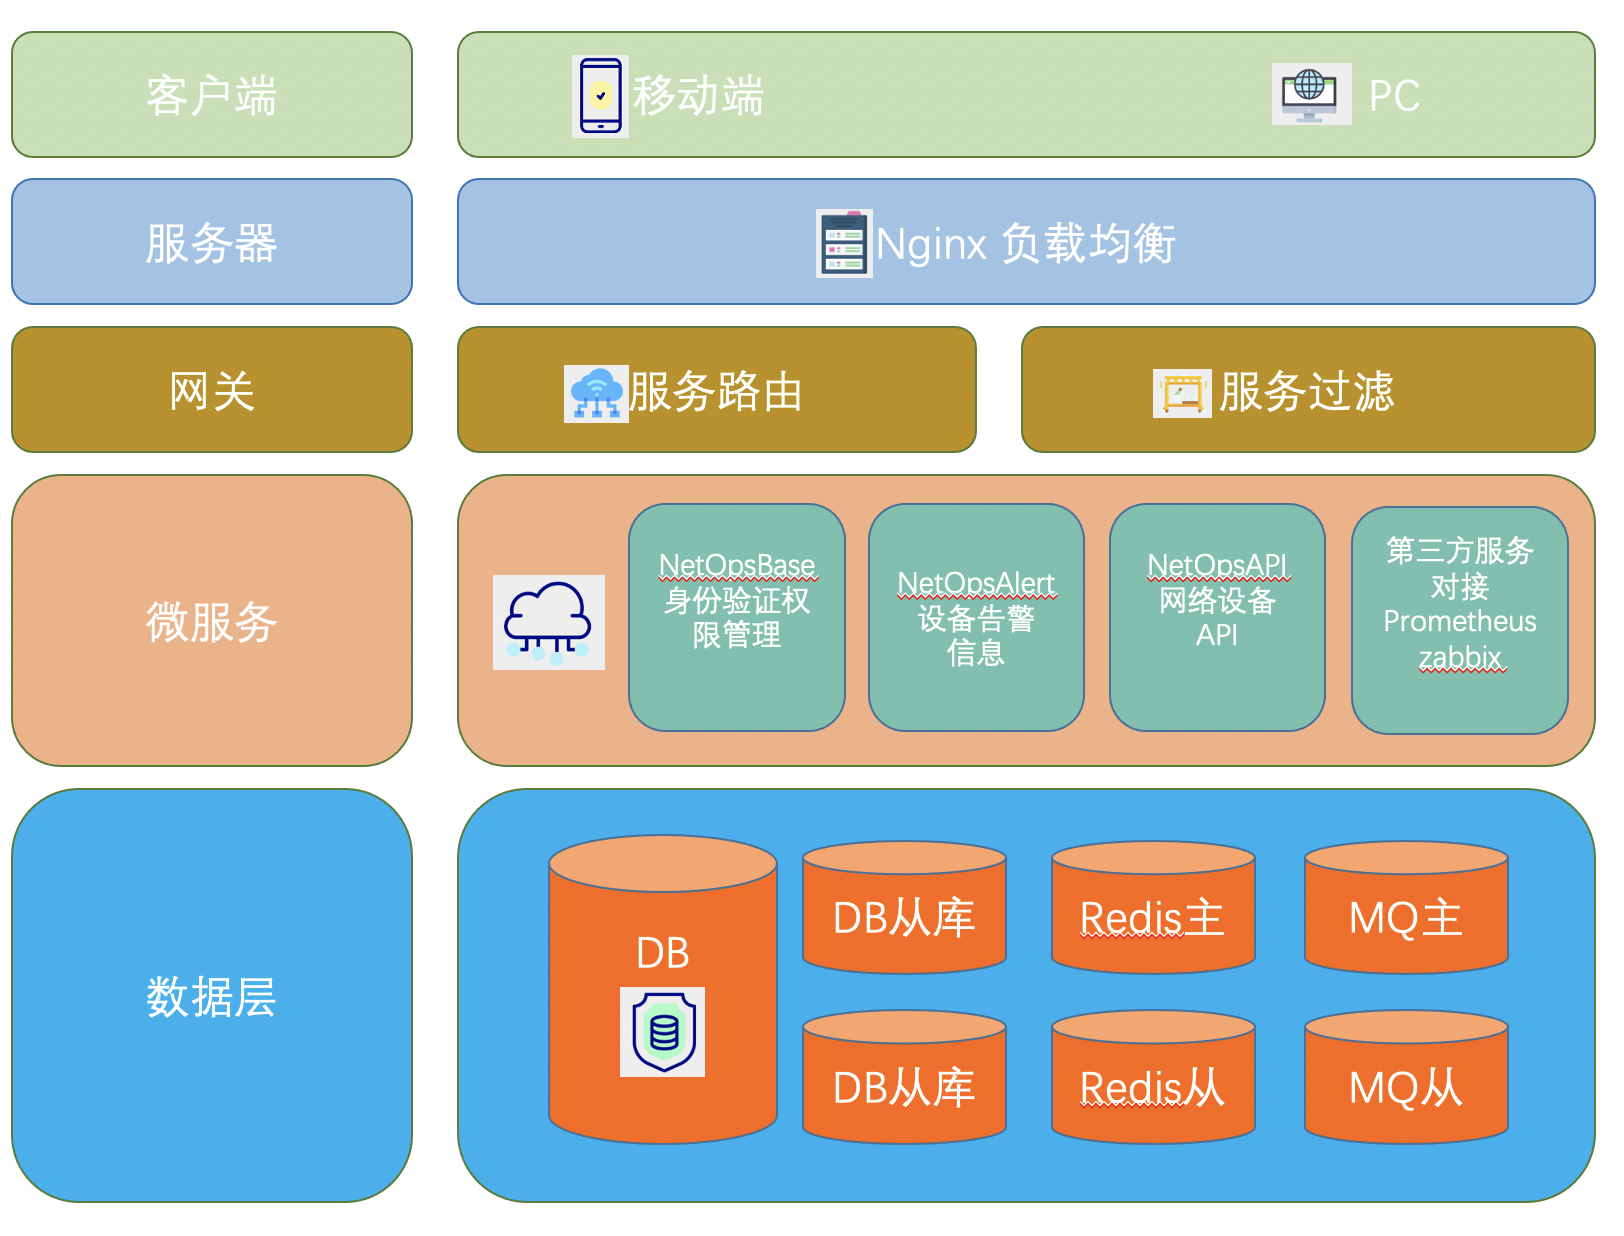 客户端
移动端
PC
服务器
Nginx 负载均衡
网关
服务路由
服务过滤
微服务
NetOpsBase
身份验证权
限管理
NetOpsAlert
设备告警
信息
NetOpsAPI
网络设备
API
第三方服务
对接
Prometheus
zabbix
数据层
DB
DB从库
Redis主
MQ主
DB从库
Redis从
MQ从